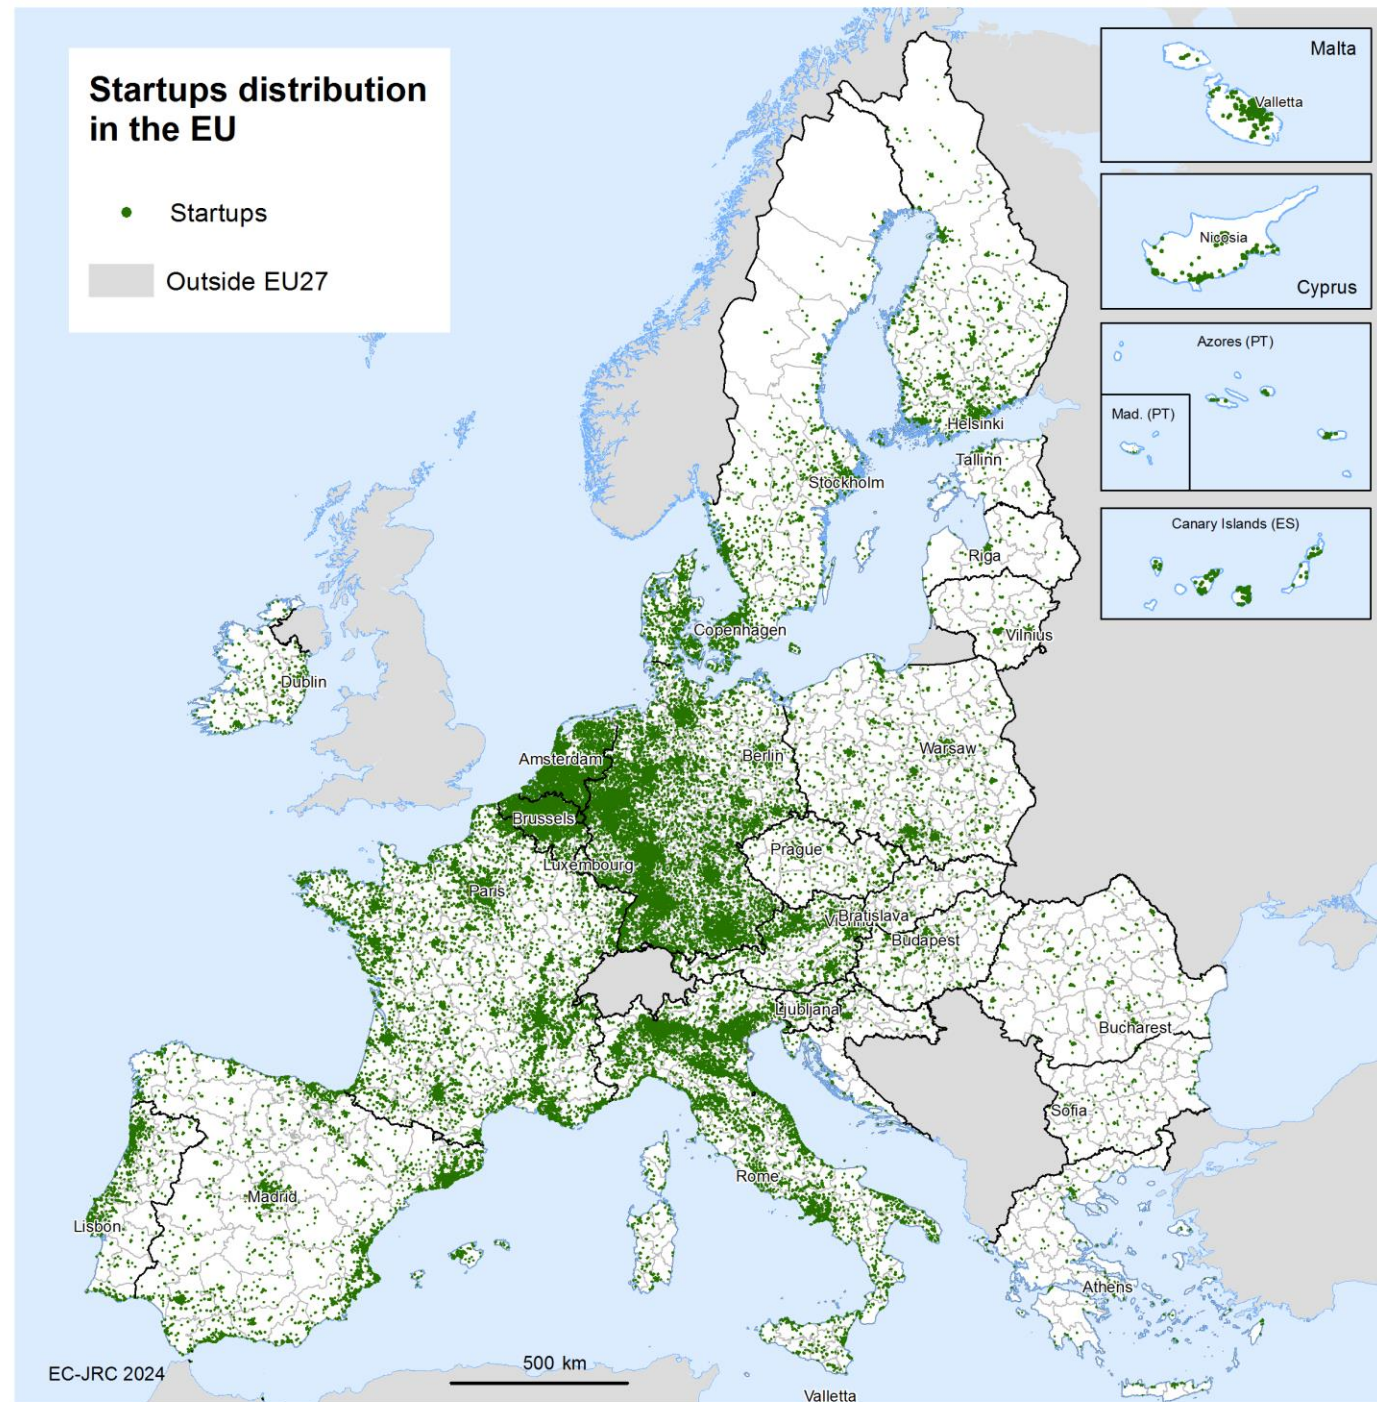 Startups distribution
in the EU
Startups
Outside EU27
Malta
Valletta
Nicosia
Cyprus
Azores (PT)
Mad. (PT)
Canary Islands (ES)
Helsinki
Tallinn
Stockholm
Riga
Copenhagen
Vilnius
Dublin
Amsterdam
Berlin
Warsaw
Brussels
Prague
Luxembourg
Paris
Vienna
Bratislava
Budapest
Ljubljana
Bucharest
Sofia
Rome
Madrid
Lisbon
Athens
EC-JRC 2024
500 km
Valletta